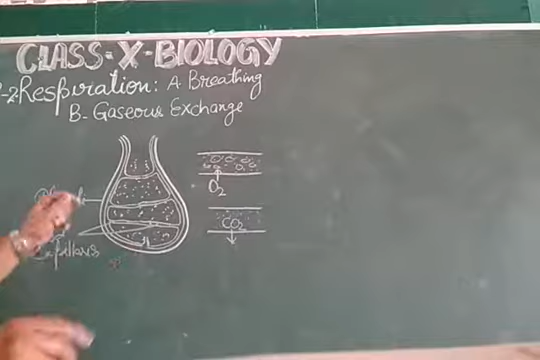 CLASS-X-BIOLOGY
-2 Respiration: A. Breathing
B- Gaseous Exchange
O₂
CO₂